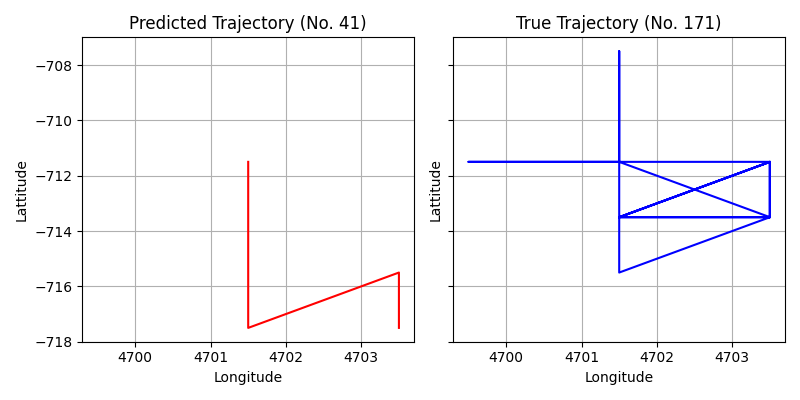 Predicted Trajectory (No. 41)
True Trajectory (No. 171)
Lattitude
−708
−710
−712
−714
−716
−718
4700 4701 4702 4703
Longitude
Lattitude
4700 4701 4702 4703
Longitude